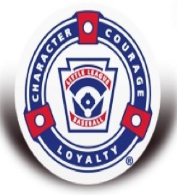 CHARACTER
COURAGE
LITTLE LEAGUE
BASEBALL
LOYALTY
®